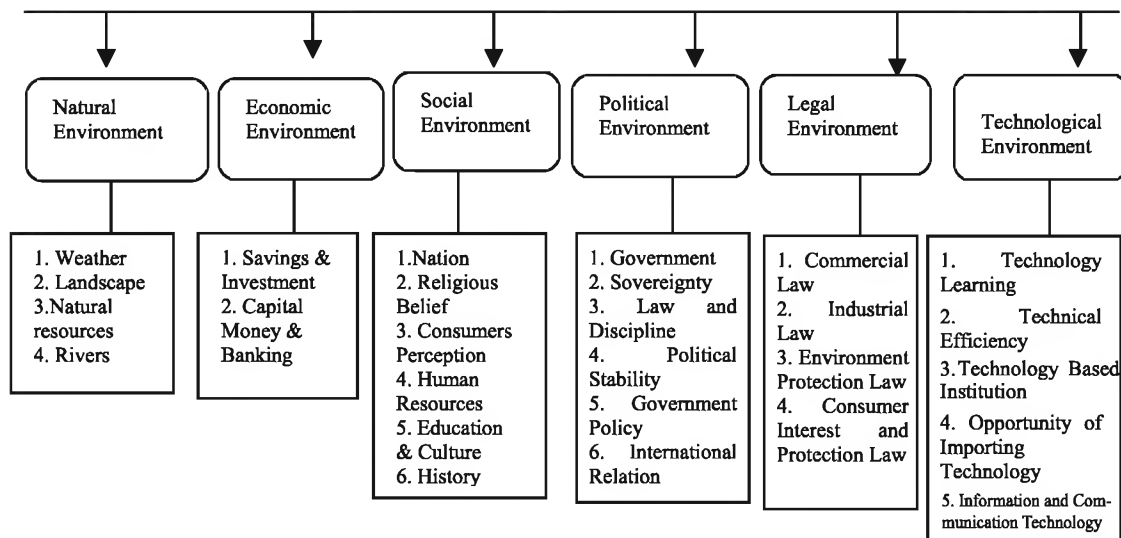 Natural
Environment
Economic
Environment
Social
Environment
Political
Environment
Legal
Environment
Technological
Environment
1. Weather
2. Landscape
3.Natural
resources
4. Rivers
1. Savings &
Investment
2. Capital
Money &
Banking
1.Nation
2. Religious
Belief
3. Consumers
Perception
4. Human
Resources
5. Education
& Culture
6. History
1. Government
2. Sovereignty
3. Law and
Discipline
4. Political
Stability
5. Government
Policy
6. International
Relation
1. Commercial
Law
2. Industrial
Law
3. Environment
Protection Law
4. Consumer
Interest and
Protection Law
1. Technology
Learning
2. Technical
Efficiency
3.Technology Based
Institution
4. Opportunity of
Importing
Technology
5. Information and Com-
munication Technology